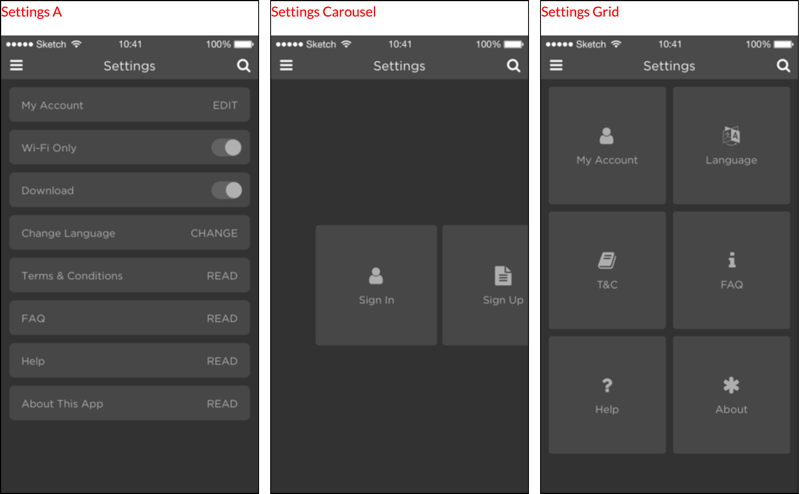 Settings A
Sketch 10:41 100%
Settings
My Account EDIT
Wi-Fi Only
Download
Change Language CHANGE
Terms & Conditions READ
FAQ READ
Help READ
About This App READ
Settings Carousel
Sketch 10:41 100%
Settings
Sign In
Sign Up
Settings Grid
Sketch 10:41 100%
Settings
My Account
Language
T&C
FAQ
Help
About